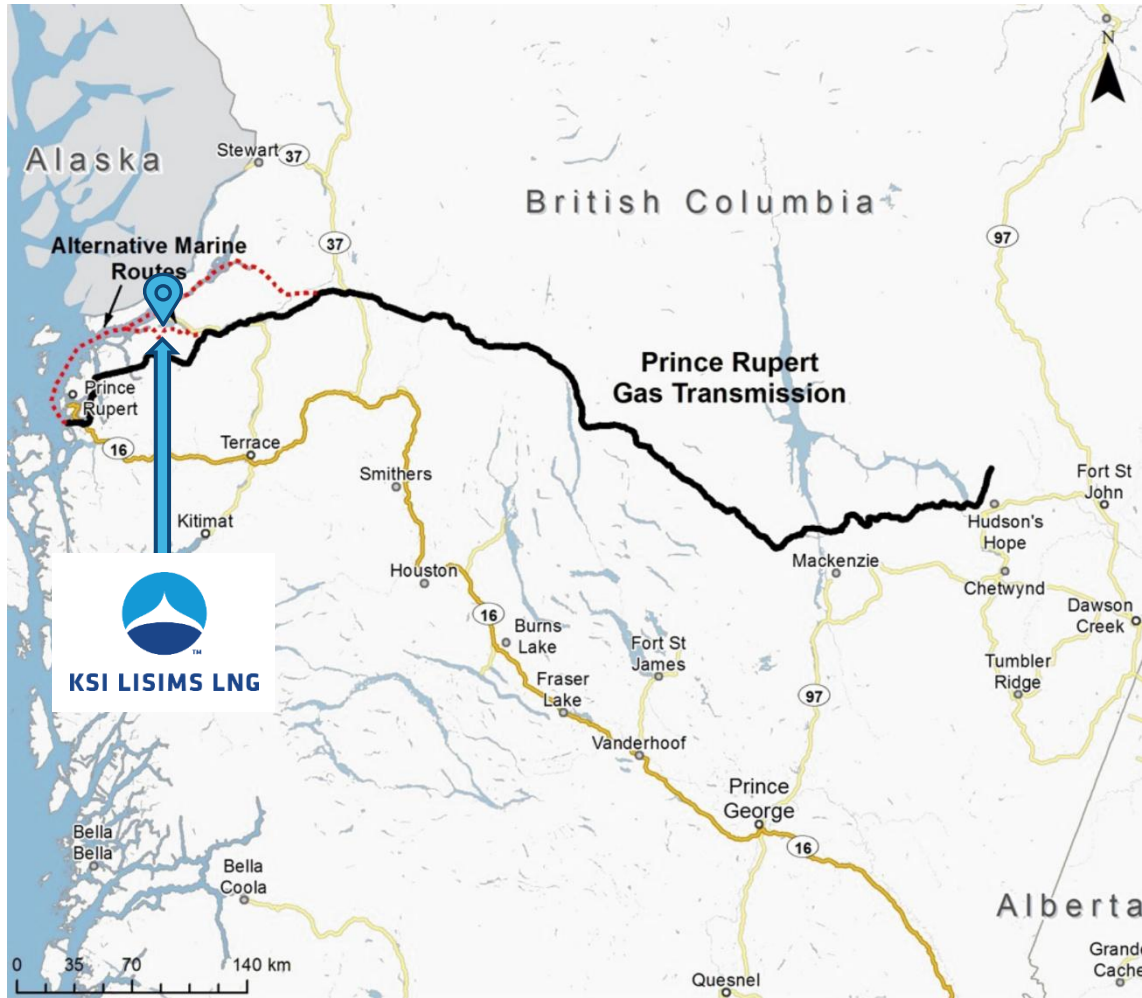 N
Alaska
Stewart
37
British Columbia
37
97
Alternative Marine
Routes
Prince Rupert
Gas Transmission
Prince
Rupert
16
Terrace
Smithers
Fort St
John
Kitimat
Hudson's
Hope
Houston
Mackenzie
Chetwynd
16
Burns
Lake
Fort St
James
Dawson
Creek
TM
KSI LISIMS LNG
Fraser
Lake
Tumbler
Ridge
97
Vanderhoof
Prince
George
16
Bella
Bella
Bella
Coola
Alberta
Grande
Cache
0 35 70 140 km
Quesnel